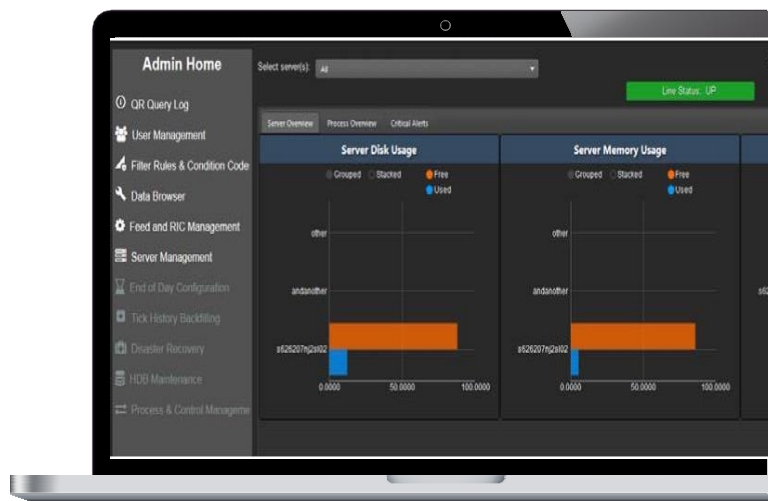 Admin Home
QR Query Log
User Management
Filter Rules & Condition Code
Data Browser
Feed and RIC Management
Server Management
End of Day Configuration
Tick History Backfilling
Disaster Recovery
HDB Maintenance
Process & Control Manageme
Select server(s): All
Line Status: UP
Server Overview Process Overview Critical Alerts
Server Disk Usage
Grouped Stacked Free
Used
other
andanother
s626207nj2sl02
0.0000 50.0000 100.0000
Server Memory Usage
Grouped Stacked Free
Used
other
andanother
s626207nj2sl02
0.0000 50.0000 100.0000
s62